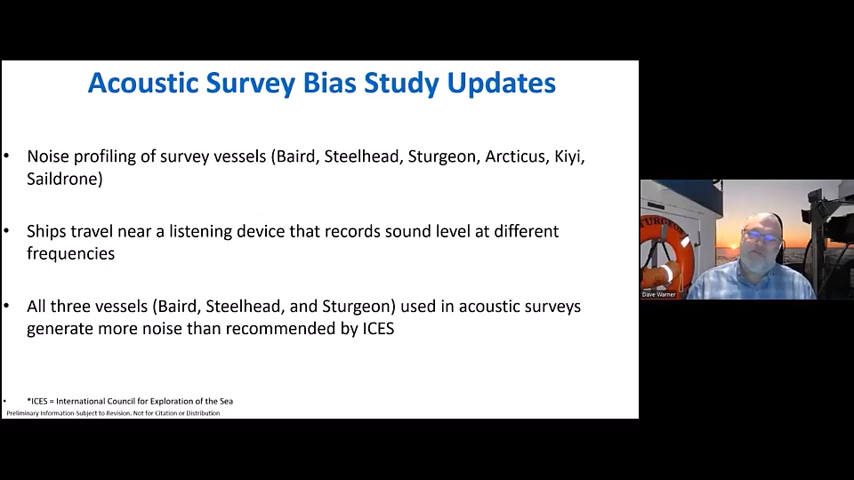 Acoustic Survey Bias Study Updates
• Noise profiling of survey vessels (Baird, Steelhead, Sturgeon, Arcticus, Kiyi,
Saildrone)
• Ships travel near a listening device that records sound level at different
frequencies
• All three vessels (Baird, Steelhead, and Sturgeon) used in acoustic surveys
generate more noise than recommended by ICES
• *ICES = International Council for Exploration of the Sea
Preliminary Information-Subject to Revision. Not for Citation or Distribution
STURGEON
Dave Warner